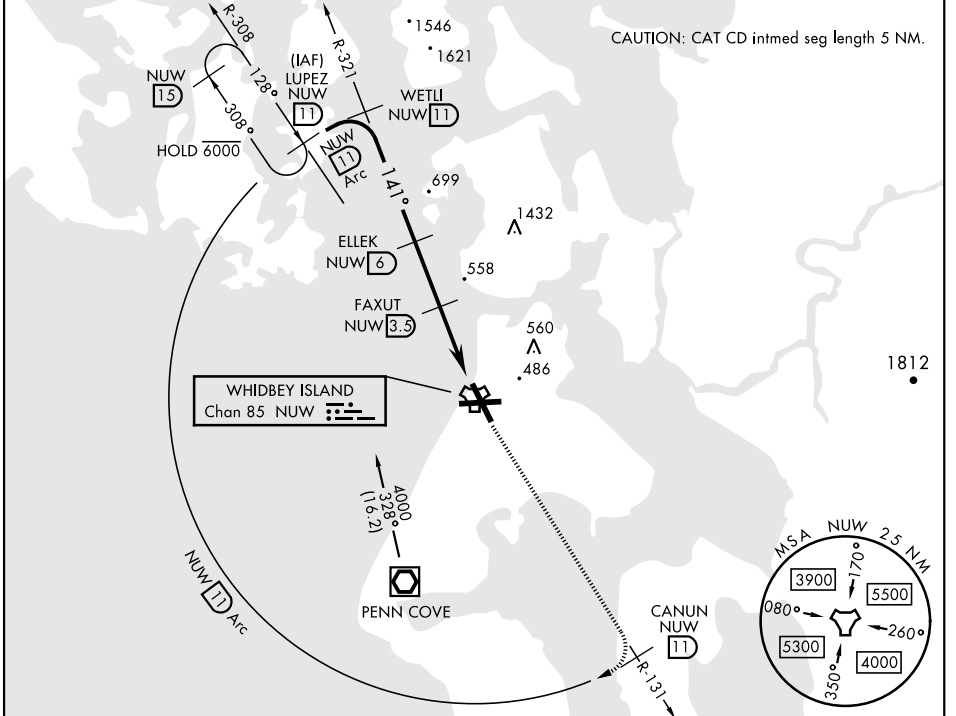 CAUTION: CAT CD intmed seg length 5 NM.
R-308
R-321
1546
1621
(IAF)
LUPEZ
NUW
11
NUW
15
128°
308°
HOLD 6000
WETLI
NUW 11
NUW
11
Arc
141°
699
1432
ELLEK
NUW 6
558
FAXUT
NUW 3.5
560
486
1812
WHIDBEY ISLAND
Chan 85 NUW
4000
328°
(16.2)
PENN COVE
NUW 11 Arc
CANUN
NUW
11
R-131
MSA NUW 25 NM
170°
3900
5500
080°
260°
5300
4000
350°